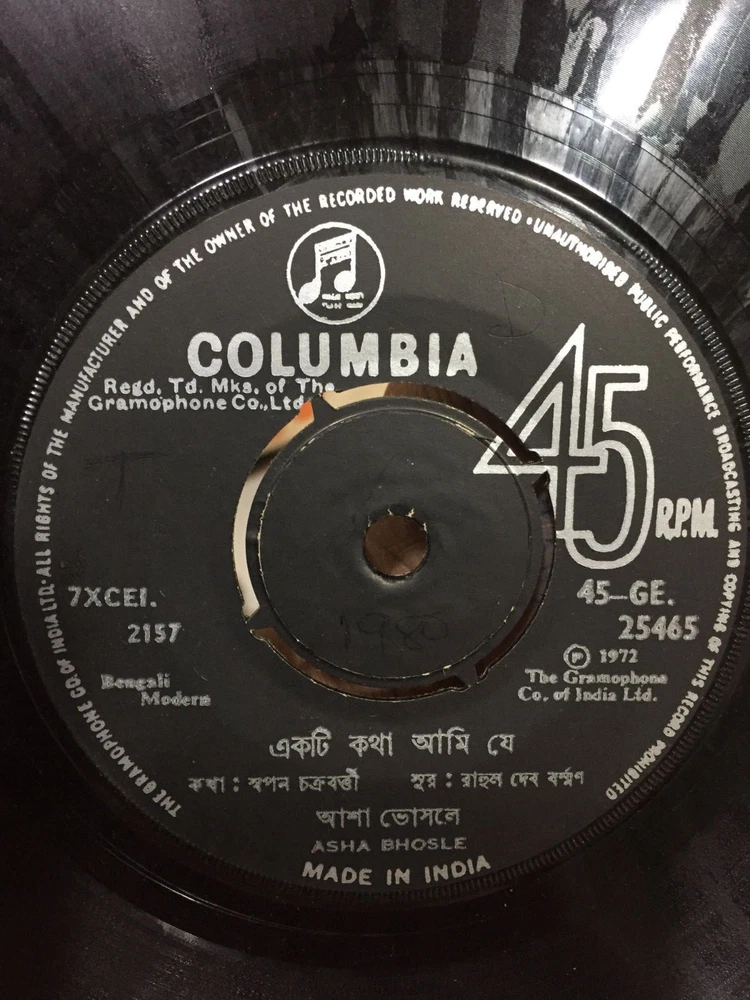 THE GRAMOPHONE CO. OF INDIA LTD. ALL RIGHTS OF THE MANUFACTURER AND OF THE OWNER OF THE RECORDED WORK RESERVED • UNAUTHORISED PUBLIC PERFORMANCE BROADCASTING AND COPYING OF THIS RECORD PROHIBITED
COLUMBIA
Regd. Td. Mks. of The
Gramophone Co., Ltd.
45
R.P.M.
7XCEI.
2157
45-GE.
25465
Ⓟ 1972
The Gramophone
Co. of India Ltd.
Bengali
Modern
একটি কথা আমি যে
কথা : স্বপন চক্রবর্ত্তী সুর : রাহুল দেব বর্ম্মণ
আশা ভোসলে
ASHA BHOSLE
MADE IN INDIA
1980
D
T